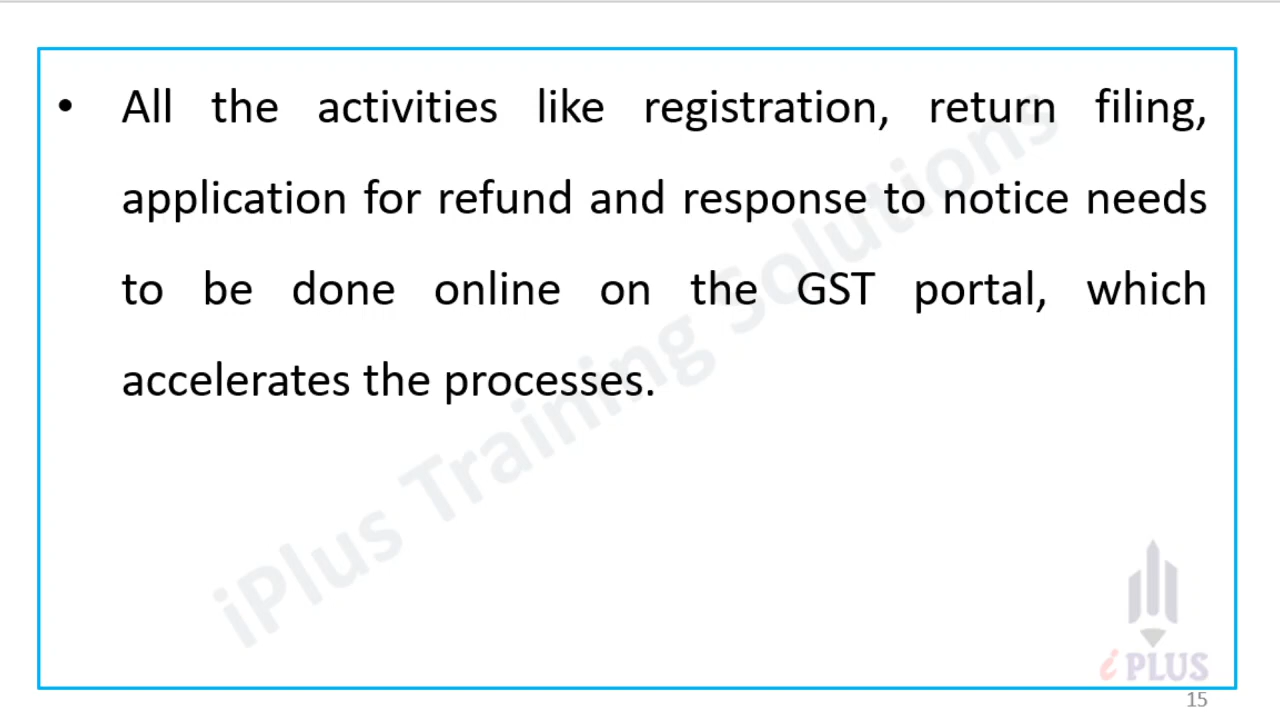 • All the activities like registration, return filing,
application for refund and response to notice needs
to be done online on the GST portal, which
accelerates the processes.
iPlus Training Solutions
i PLUS
15